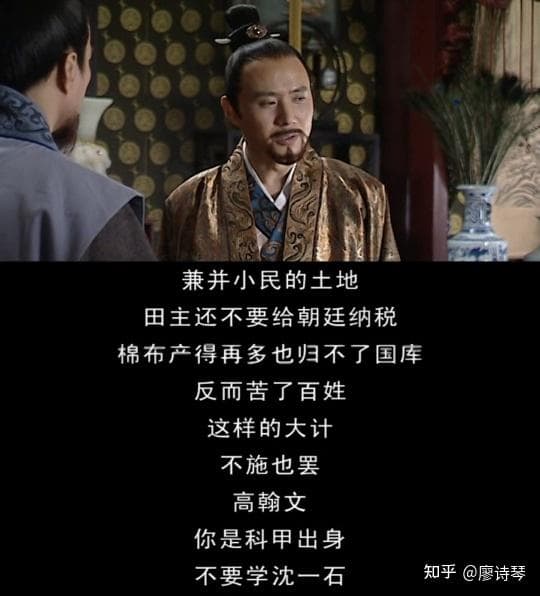 兼并小民的土地
田主还不要给朝廷纳税
棉布产得再多也归不了国库
反而苦了百姓
这样的大计
不施也罢
高翰文
你是科甲出身
不要学沈一石
知乎 @廖诗琴